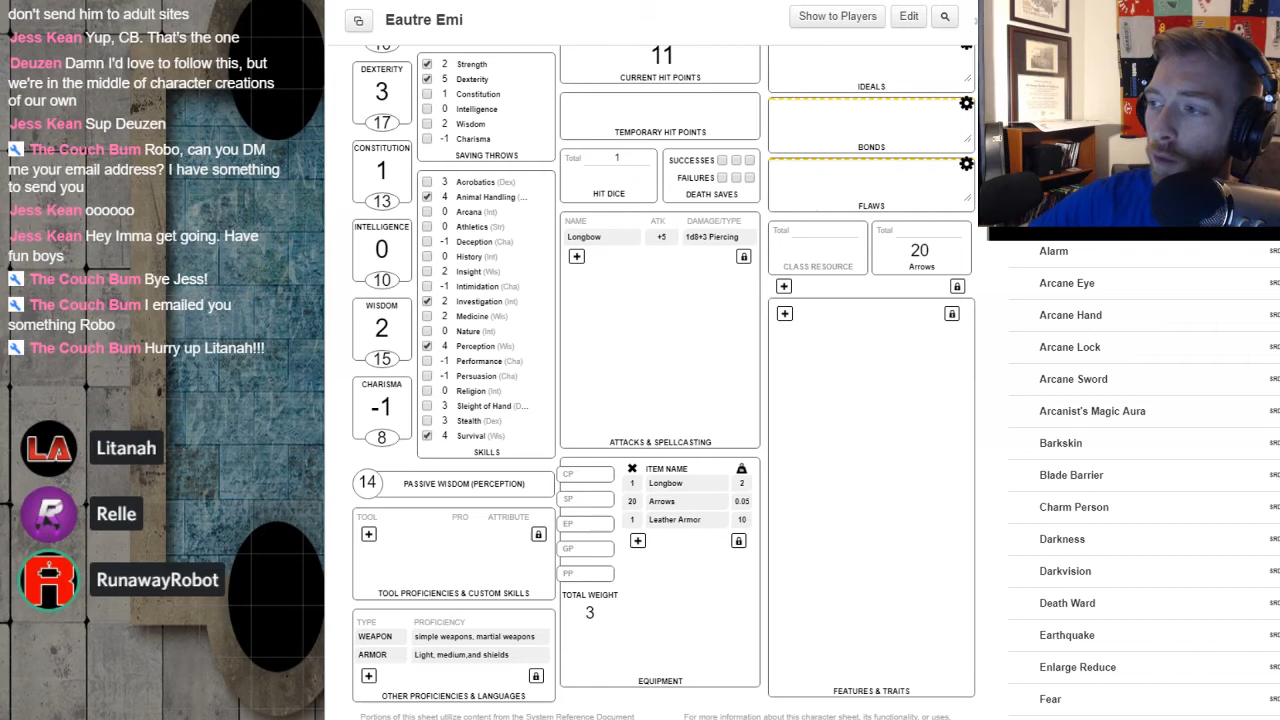 don't send him to adult sites
Jess Kean Yup, CB. That's the one
Deuzen Damn I'd love to follow this, but
we're in the middle of character creations
of our own
Jess Kean Sup Deuzen
The Couch Bum Robo, can you DM
me your email address? I have something
to send you
Jess Kean oooooo
Jess Kean Hey Imma get going. Have
fun boys
The Couch Bum Bye Jess!
The Couch Bum I emailed you
something Robo
The Couch Bum Hurry up Litanah!!!
LA Litanah
Relle
RunawayRobot
Eautre Emi
Show to Players
Edit
DEXTERITY
3
17
CONSTITUTION
1
13
INTELLIGENCE
0
10
WISDOM
2
15
CHARISMA
-1
8
2 Strength
5 Dexterity
1 Constitution
0 Intelligence
2 Wisdom
-1 Charisma
SAVING THROWS
3 Acrobatics (Dex)
4 Animal Handling (...
0 Arcana (Int)
0 Athletics (Str)
-1 Deception (Cha)
0 History (Int)
2 Insight (Wis)
-1 Intimidation (Cha)
2 Investigation (Int)
2 Medicine (Wis)
0 Nature (Int)
4 Perception (Wis)
-1 Performance (Cha)
-1 Persuasion (Cha)
0 Religion (Int)
3 Sleight of Hand (D...
3 Stealth (Dex)
4 Survival (Wis)
SKILLS
14 PASSIVE WISDOM (PERCEPTION)
TOOL PRO ATTRIBUTE
TOOL PROFICIENCIES & CUSTOM SKILLS
TYPE PROFICIENCY
WEAPON simple weapons, martial weapons
ARMOR Light, medium,and shields
OTHER PROFICIENCIES & LANGUAGES
11
CURRENT HIT POINTS
TEMPORARY HIT POINTS
Total 1
HIT DICE
SUCCESSES
FAILURES
DEATH SAVES
NAME ATK DAMAGE/TYPE
Longbow +5 1d8+3 Piercing
ATTACKS & SPELLCASTING
CP
SP
EP
GP
PP
TOTAL WEIGHT
3
ITEM NAME
1 Longbow 2
20 Arrows 0.05
1 Leather Armor 10
EQUIPMENT
IDEALS
BONDS
FLAWS
Total
CLASS RESOURCE
Total
20
Arrows
FEATURES & TRAITS
Portions of this sheet utilize content from the System Reference Document
For more information about this character sheet, its functionality, or uses,
Alarm
Arcane Eye
Arcane Hand
Arcane Lock
Arcane Sword
Arcanist's Magic Aura
Barkskin
Blade Barrier
Charm Person
Darkness
Darkvision
Death Ward
Earthquake
Enlarge Reduce
Fear